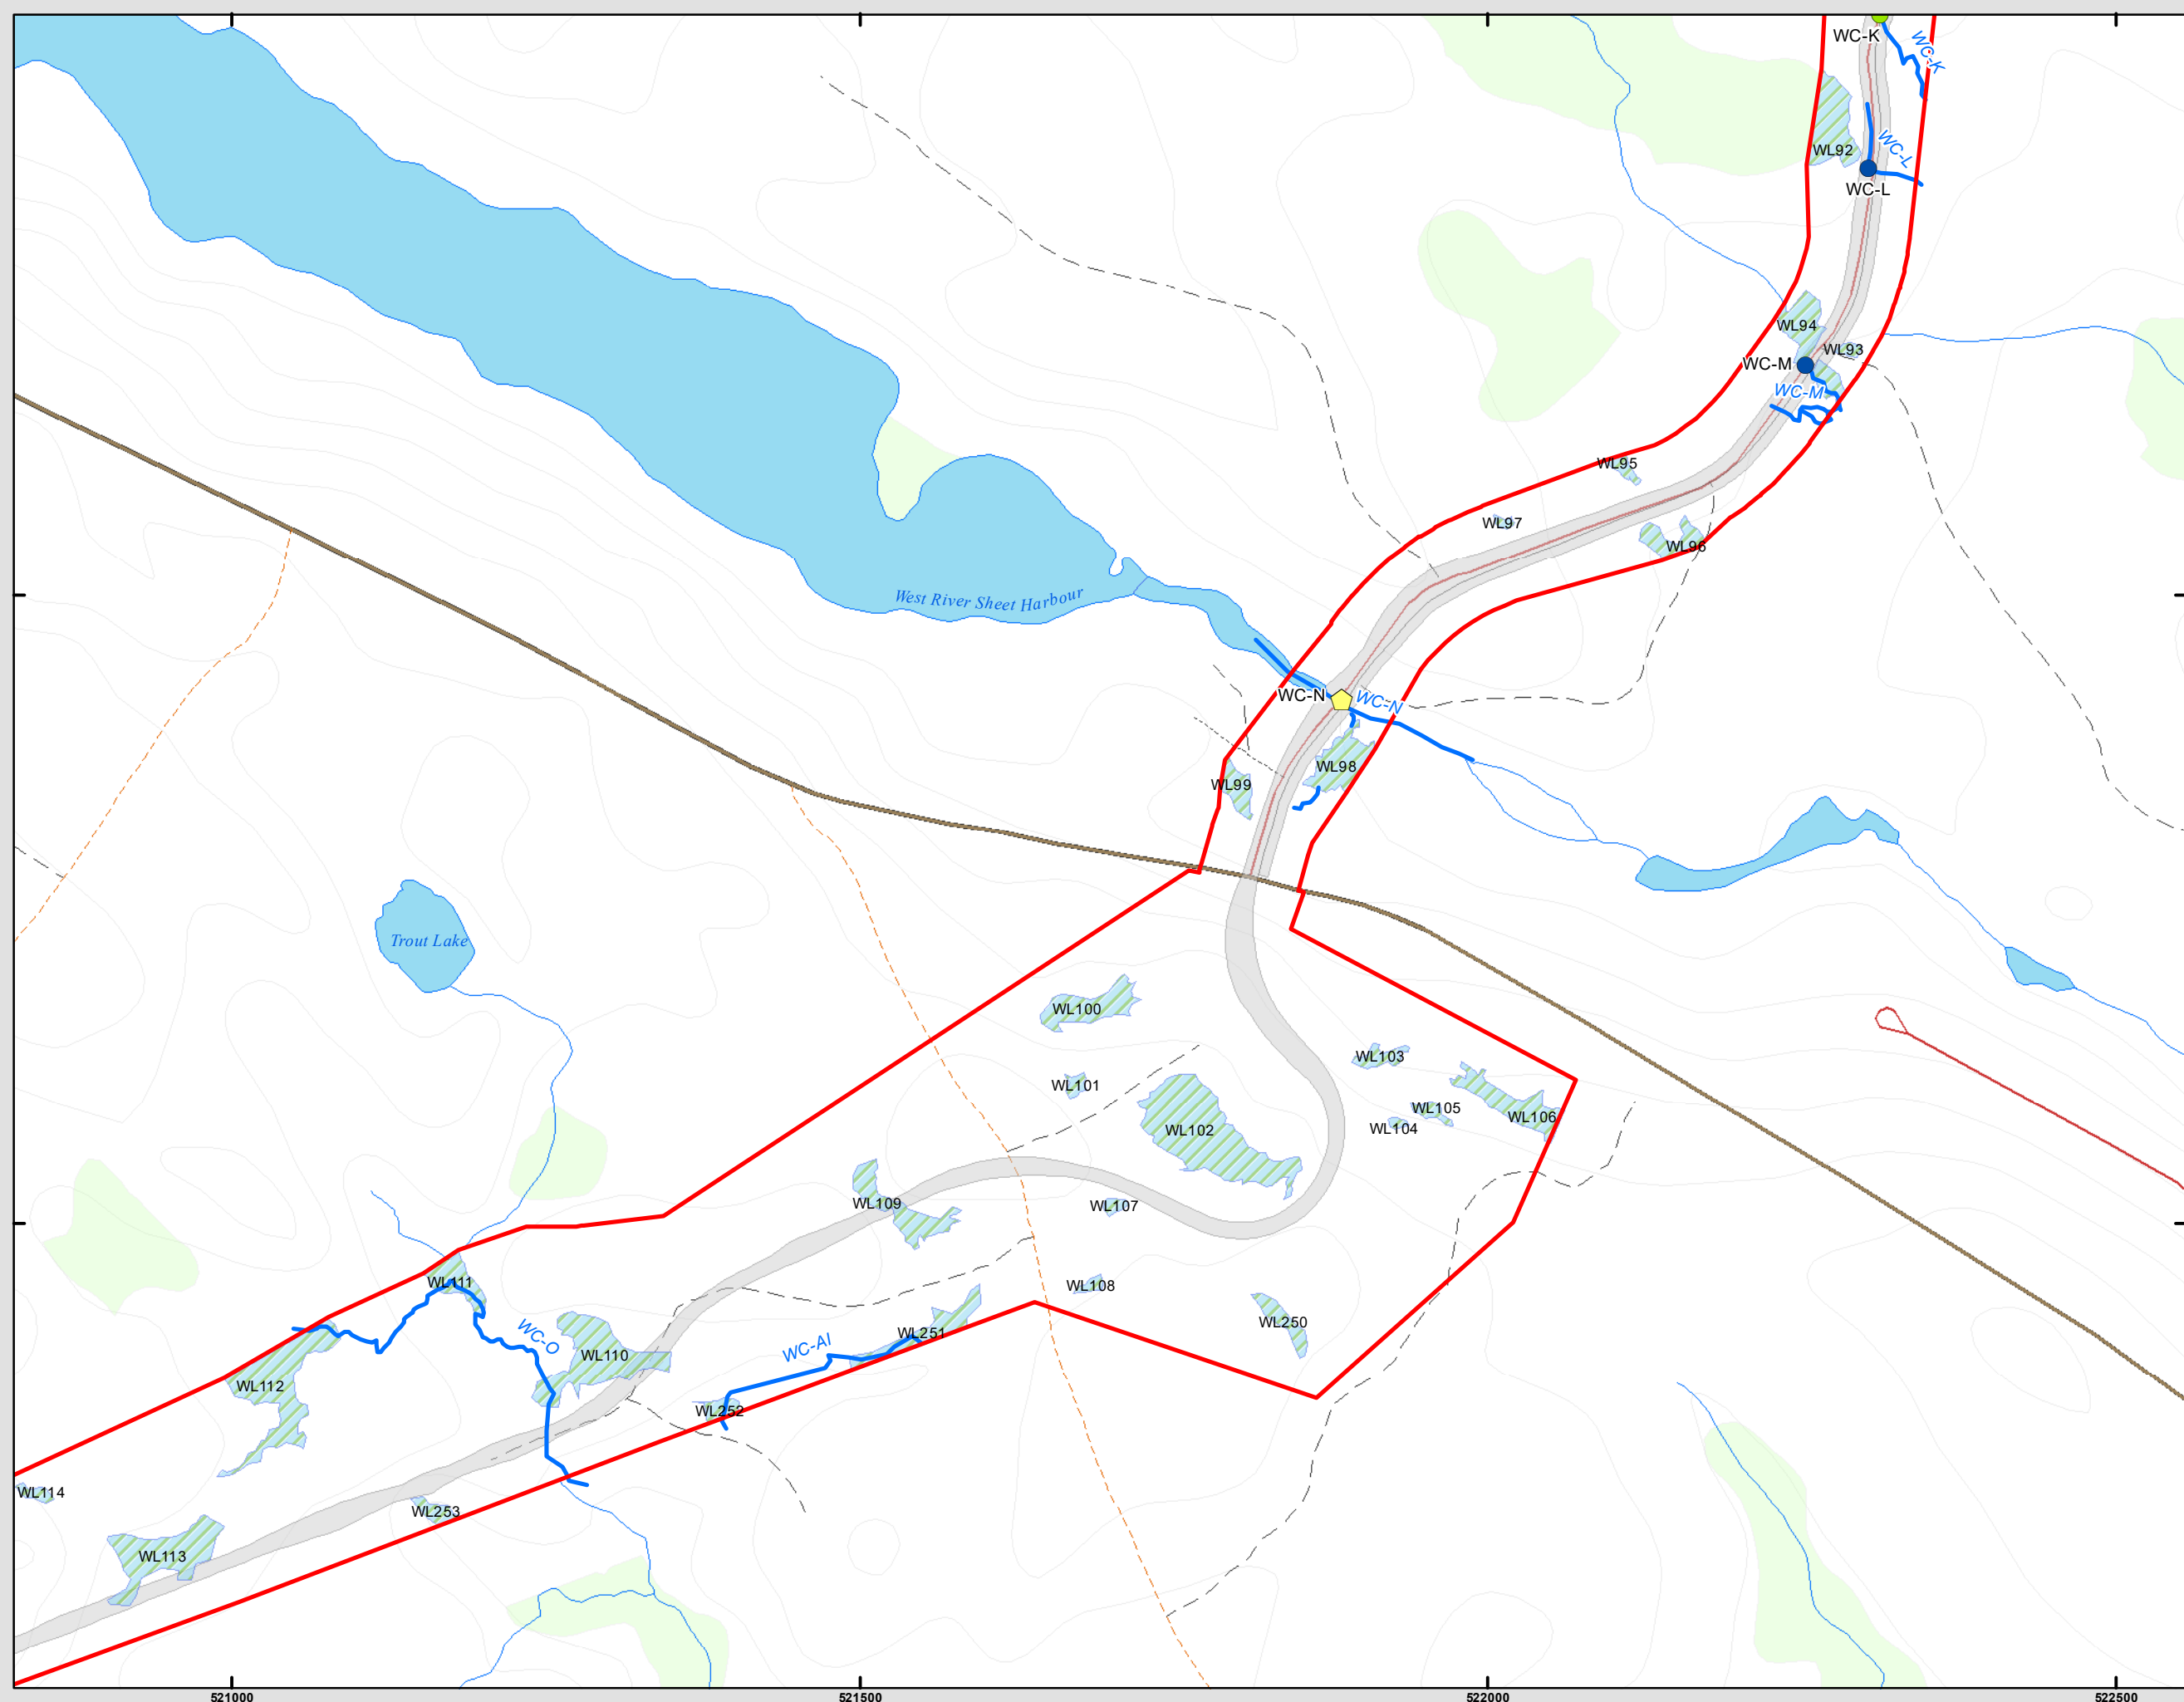 WC-K
WC-K
WL92
WC-L
WC-L
WL94
WL93
WC-M
WC-M
WL95
WL97
WL96
West River Sheet Harbour
WC-N
WC-N
WL98
WL99
Trout Lake
WL100
WL103
WL101
WL105
WL106
WL102
WL104
WL109
WL107
WL111
WL108
WC-O
WL251
WL250
WC-AI
WL110
WL112
WL252
WL114
WL253
WL113
521000
521500
522000
522500